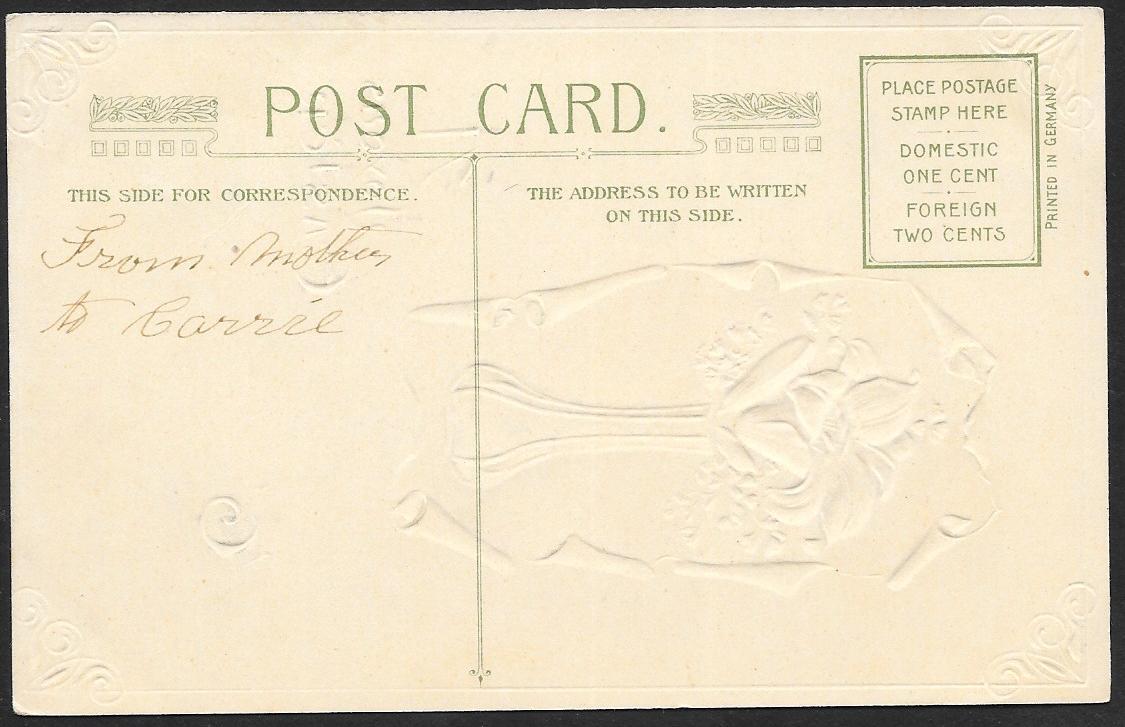 POST CARD.
THIS SIDE FOR CORRESPONDENCE.
From Mother
to Carrie
THE ADDRESS TO BE WRITTEN
ON THIS SIDE.
PLACE POSTAGE
STAMP HERE
DOMESTIC
ONE CENT
FOREIGN
TWO CENTS
PRINTED IN GERMANY